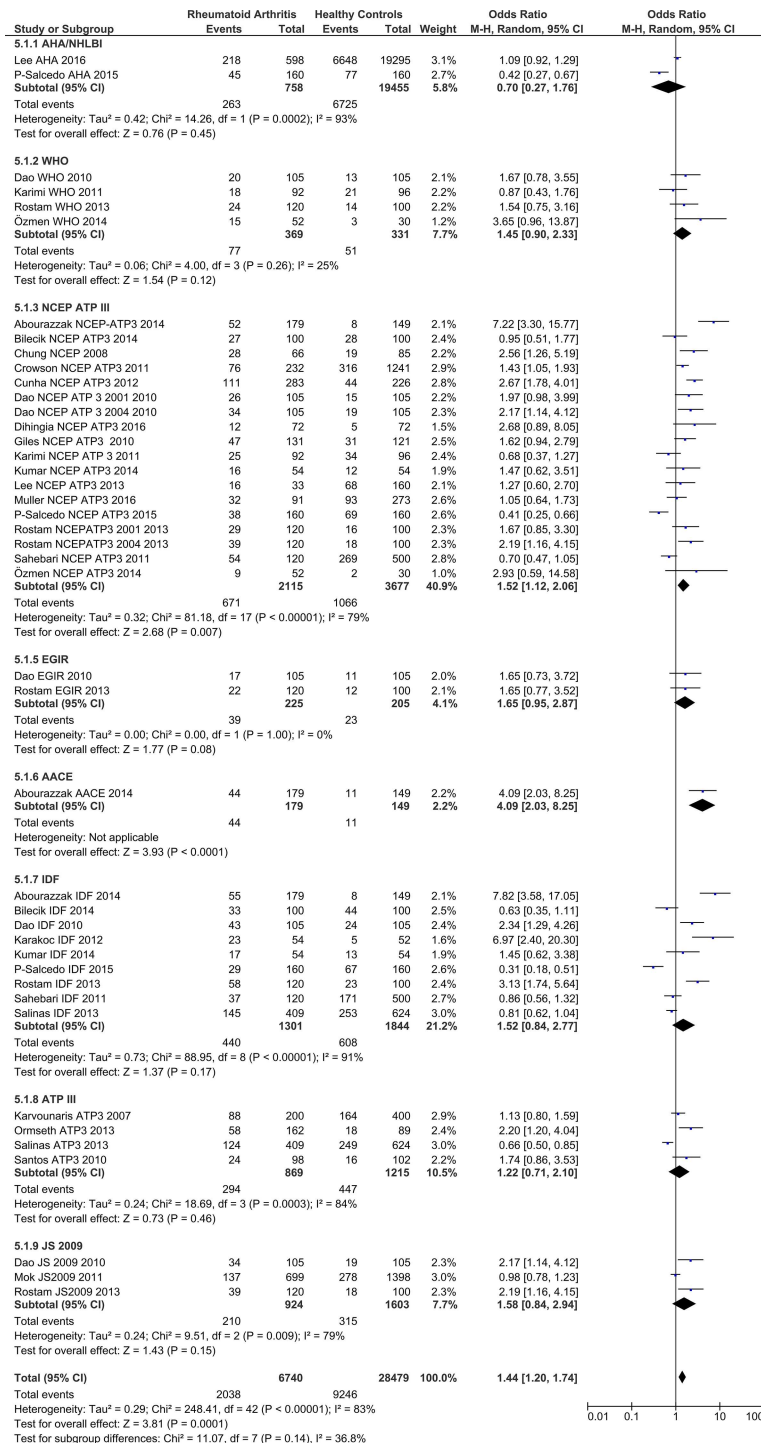 Rheumatoid Arthritis Healthy Controls Odds Ratio Odds Ratio
Study or Subgroup Events Total Events Total Weight M-H, Random, 95% CI M-H, Random, 95% CI
5.1.1 AHA/NHLBI
Lee AHA 2016 218 598 6648 19295 3.1% 1.09 [0.92, 1.29]
P-Salcedo AHA 2015 45 160 77 160 2.7% 0.42 [0.27, 0.67]
Subtotal (95% CI) 758 19455 5.8% 0.70 [0.27, 1.76]
Total events 263 6725
Heterogeneity: Tau² = 0.42; Chi² = 14.26, df = 1 (P = 0.0002); I² = 93%
Test for overall effect: Z = 0.76 (P = 0.45)
5.1.2 WHO
Dao WHO 2010 20 105 13 105 2.1% 1.67 [0.78, 3.55]
Karimi WHO 2011 18 92 21 96 2.2% 0.87 [0.43, 1.76]
Rostam WHO 2013 24 120 14 100 2.2% 1.54 [0.75, 3.16]
Özmen WHO 2014 15 52 3 30 1.2% 3.65 [0.96, 13.87]
Subtotal (95% CI) 369 331 7.7% 1.45 [0.90, 2.33]
Total events 77 51
Heterogeneity: Tau² = 0.06; Chi² = 4.00, df = 3 (P = 0.26); I² = 25%
Test for overall effect: Z = 1.54 (P = 0.12)
5.1.3 NCEP ATP III
Abourazzak NCEP-ATP3 2014 52 179 8 149 2.1% 7.22 [3.30, 15.77]
Bilecik NCEP ATP3 2014 27 100 28 100 2.4% 0.95 [0.51, 1.77]
Chung NCEP 2008 28 66 19 85 2.2% 2.56 [1.26, 5.19]
Crowson NCEP ATP3 2011 76 232 316 1241 2.9% 1.43 [1.05, 1.93]
Cunha NCEP ATP3 2012 111 283 44 226 2.8% 2.67 [1.78, 4.01]
Dao NCEP ATP 3 2001 2010 26 105 15 105 2.2% 1.97 [0.98, 3.99]
Dao NCEP ATP 3 2004 2010 34 105 19 105 2.3% 2.17 [1.14, 4.12]
Dihingia NCEP ATP3 2016 12 72 5 72 1.5% 2.68 [0.89, 8.05]
Giles NCEP ATP3 2010 47 131 31 121 2.5% 1.62 [0.94, 2.79]
Karimi NCEP ATP 3 2011 25 92 34 96 2.4% 0.68 [0.37, 1.27]
Kumar NCEP ATP3 2014 16 54 12 54 1.9% 1.47 [0.62, 3.51]
Lee NCEP ATP3 2013 16 33 68 160 2.1% 1.27 [0.60, 2.70]
Muller NCEP ATP3 2016 32 91 93 273 2.6% 1.05 [0.64, 1.73]
P-Salcedo NCEP ATP3 2015 38 160 69 160 2.6% 0.41 [0.25, 0.66]
Rostam NCEPATP3 2001 2013 29 120 16 100 2.3% 1.67 [0.85, 3.30]
Rostam NCEPATP3 2004 2013 39 120 18 100 2.3% 2.19 [1.16, 4.15]
Sahebari NCEP ATP3 2011 54 120 269 500 2.8% 0.70 [0.47, 1.05]
Özmen NCEP ATP3 2014 9 52 2 30 1.0% 2.93 [0.59, 14.58]
Subtotal (95% CI) 2115 3677 40.9% 1.52 [1.12, 2.06]
Total events 671 1066
Heterogeneity: Tau² = 0.32; Chi² = 81.18, df = 17 (P < 0.00001); I² = 79%
Test for overall effect: Z = 2.68 (P = 0.007)
5.1.5 EGIR
Dao EGIR 2010 17 105 11 105 2.0% 1.65 [0.73, 3.72]
Rostam EGIR 2013 22 120 12 100 2.1% 1.65 [0.77, 3.52]
Subtotal (95% CI) 225 205 4.1% 1.65 [0.95, 2.87]
Total events 39 23
Heterogeneity: Tau² = 0.00; Chi² = 0.00, df = 1 (P = 1.00); I² = 0%
Test for overall effect: Z = 1.77 (P = 0.08)
5.1.6 AACE
Abourazzak AACE 2014 44 179 11 149 2.2% 4.09 [2.03, 8.25]
Subtotal (95% CI) 179 149 2.2% 4.09 [2.03, 8.25]
Total events 44 11
Heterogeneity: Not applicable
Test for overall effect: Z = 3.93 (P < 0.0001)
5.1.7 IDF
Abourazzak IDF 2014 55 179 8 149 2.1% 7.82 [3.58, 17.05]
Bilecik IDF 2014 33 100 44 100 2.5% 0.63 [0.35, 1.11]
Dao IDF 2010 43 105 24 105 2.4% 2.34 [1.29, 4.26]
Karakoc IDF 2012 23 54 5 52 1.6% 6.97 [2.40, 20.30]
Kumar IDF 2014 17 54 13 54 1.9% 1.45 [0.62, 3.38]
P-Salcedo IDF 2015 29 160 67 160 2.6% 0.31 [0.18, 0.51]
Rostam IDF 2013 58 120 23 100 2.4% 3.13 [1.74, 5.64]
Sahebari IDF 2011 37 120 171 500 2.8% 0.86 [0.56, 1.32]
Salinas IDF 2013 145 409 253 624 3.0% 0.81 [0.62, 1.04]
Subtotal (95% CI) 1301 1844 21.2% 1.52 [0.84, 2.77]
Total events 440 608
Heterogeneity: Tau² = 0.73; Chi² = 88.95, df = 8 (P < 0.00001); I² = 91%
Test for overall effect: Z = 1.37 (P = 0.17)
5.1.8 ATP III
Karvounaris ATP3 2007 88 200 164 400 2.9% 1.13 [0.80, 1.59]
Ormseth ATP3 2013 58 162 18 89 2.4% 2.20 [1.20, 4.04]
Salinas ATP3 2013 124 409 249 624 3.0% 0.66 [0.50, 0.85]
Santos ATP3 2010 24 98 16 102 2.2% 1.74 [0.86, 3.53]
Subtotal (95% CI) 869 1215 10.5% 1.22 [0.71, 2.10]
Total events 294 447
Heterogeneity: Tau² = 0.24; Chi² = 18.69, df = 3 (P = 0.0003); I² = 84%
Test for overall effect: Z = 0.73 (P = 0.46)
5.1.9 JS 2009
Dao JS 2009 2010 34 105 19 105 2.3% 2.17 [1.14, 4.12]
Mok JS2009 2011 137 699 278 1398 3.0% 0.98 [0.78, 1.23]
Rostam JS2009 2013 39 120 18 100 2.3% 2.19 [1.16, 4.15]
Subtotal (95% CI) 924 1603 7.7% 1.58 [0.84, 2.94]
Total events 210 315
Heterogeneity: Tau² = 0.24; Chi² = 9.51, df = 2 (P = 0.009); I² = 79%
Test for overall effect: Z = 1.43 (P = 0.15)
Total (95% CI) 6740 28479 100.0% 1.44 [1.20, 1.74]
Total events 2038 9246
Heterogeneity: Tau² = 0.29; Chi² = 248.41, df = 42 (P < 0.00001); I² = 83%
Test for overall effect: Z = 3.81 (P = 0.0001)
Test for subgroup differences: Chi² = 11.07, df = 7 (P = 0.14), I² = 36.8%
0.01 0.1 1 10 100